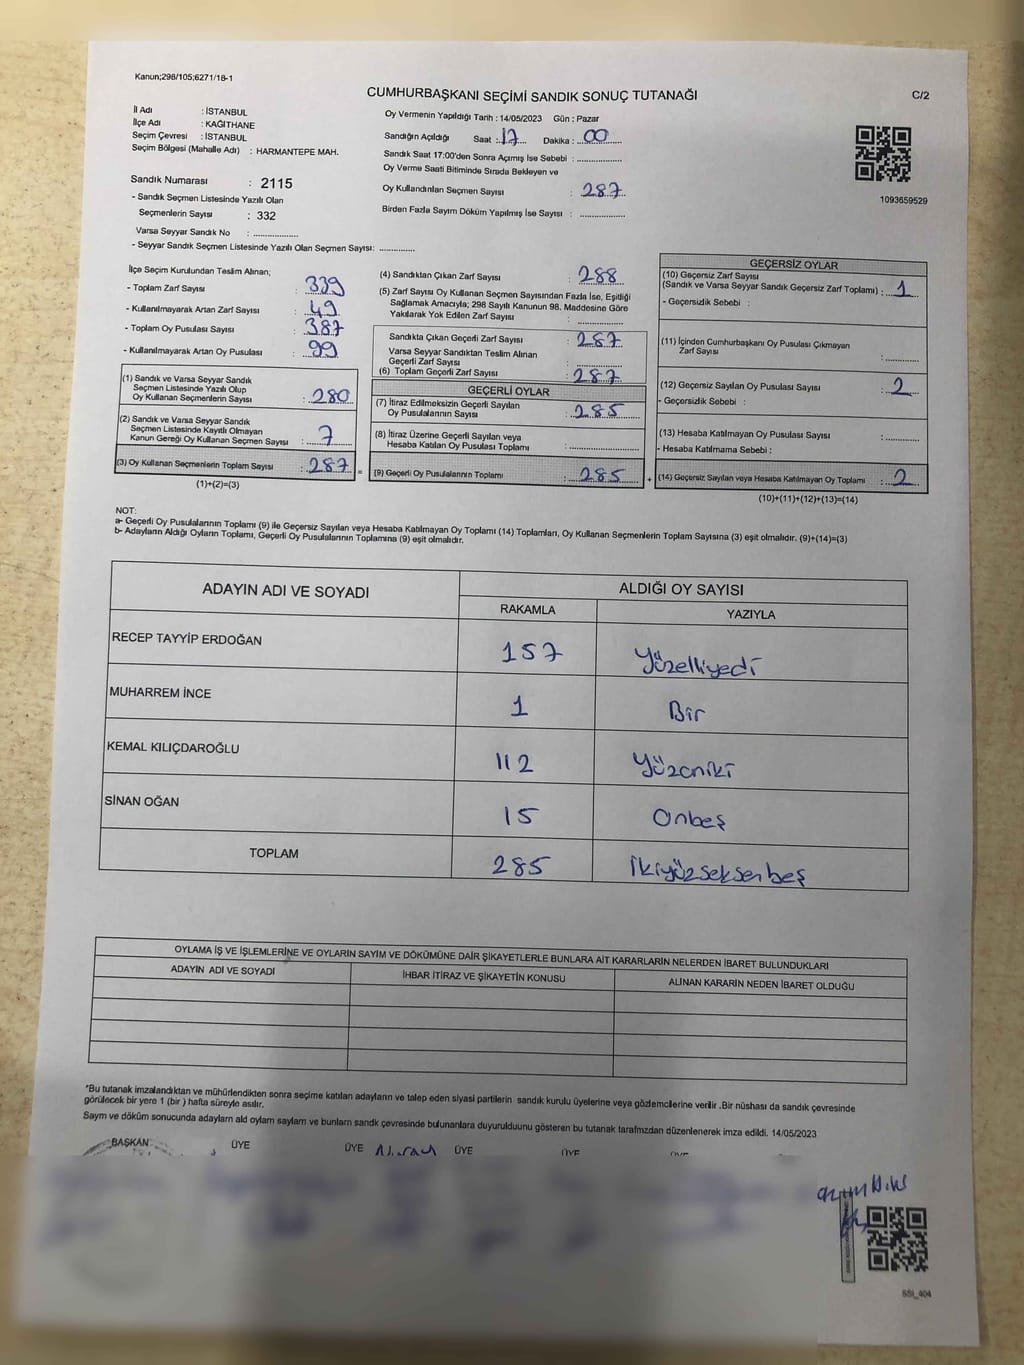 Kanun;298/105;6271/18-1
CUMHURBAŞKANI SEÇİMİ SANDIK SONUÇ TUTANAĞI
C/2
İl Adı : İSTANBUL
İlçe Adı : KAĞITHANE
Seçim Çevresi : İSTANBUL
Seçim Bölgesi (Mahalle Adı) : HARMANTEPE MAH.
Sandık Numarası : 2115
- Sandık Seçmen Listesinde Yazılı Olan
Seçmenlerin Sayısı : 332
Varsa Seyyar Sandık No : ....................
- Seyyar Sandık Seçmen Listesinde Yazılı Olan Seçmen Sayısı: ...............
Oy Vermenin Yapıldığı Tarih : 14/05/2023 Gün : Pazar
Sandığın Açıldığı Saat : 17 Dakika : 00
Sandık Saat 17:00'den Sonra Açımış İse Sebebi : ...............
Oy Verme Saati Bitiminde Sırada Bekleyen ve
Oy Kullandırılan Seçmen Sayısı : 287
Birden Fazla Sayım Döküm Yapılmış İse Sayısı : ...............
1093659529
İlçe Seçim Kurulundan Teslim Alınan;
- Toplam Zarf Sayısı : 339
- Kullanılmayarak Artan Zarf Sayısı : 49
- Toplam Oy Pusulası Sayısı : 387
- Kullanılmayarak Artan Oy Pusulası : 99
(1) Sandık ve Varsa Seyyar Sandık
Seçmen Listesinde Yazılı Olup
Oy Kullanan Seçmenlerin Sayısı : 280
(2) Sandık ve Varsa Seyyar Sandık
Seçmen Listesinde Kayıtlı Olmayan
Kanun Gereği Oy Kullanan Seçmen Sayısı : 7
(3) Oy Kullanan Seçmenlerin Toplam Sayısı : 287 =
(1)+(2)=(3)
(4) Sandıktan Çıkan Zarf Sayısı : 288
(5) Zarf Sayısı Oy Kullanan Seçmen Sayısından Fazla İse, Eşitliği
Sağlamak Amacıyla; 298 Sayılı Kanunun 98. Maddesine Göre
Yakılarak Yok Edilen Zarf Sayısı : ...............
Sandıkta Çıkan Geçerli Zarf Sayısı : 287
Varsa Seyyar Sandıktan Teslim Alınan
Geçerli Zarf Sayısı : ...............
(6) Toplam Geçerli Zarf Sayısı : 287
GEÇERLİ OYLAR
(7) İtiraz Edilmeksizin Geçerli Sayılan
Oy Pusulalarının Sayısı : 285
(8) İtiraz Üzerine Geçerli Sayılan veya
Hesaba Katılan Oy Pusulası Toplamı : ...............
(9) Geçerli Oy Pusulalarının Toplamı : 285 +
GEÇERSİZ OYLAR
(10) Geçersiz Zarf Sayısı
(Sandık ve Varsa Seyyar Sandık Geçersiz Zarf Toplamı) : 1
- Geçersizlik Sebebi :
(11) İçinden Cumhurbaşkanı Oy Pusulası Çıkmayan
Zarf Sayısı : ...............
(12) Geçersiz Sayılan Oy Pusulası Sayısı : 2
- Geçersizlik Sebebi :
(13) Hesaba Katılmayan Oy Pusulası Sayısı : ...............
- Hesaba Katılmama Sebebi :
(14) Geçersiz Sayılan veya Hesaba Katılmayan Oy Toplamı : 2
(10)+(11)+(12)+(13)=(14)
NOT:
a- Geçerli Oy Pusulalarının Toplamı (9) ile Geçersiz Sayılan veya Hesaba Katılmayan Oy Toplamı (14) Toplamları, Oy Kullanan Seçmenlerin Toplam Sayısına (3) eşit olmalıdır. (9)+(14)=(3)
b- Adayların Aldığı Oyların Toplamı, Geçerli Oy Pusulalarının Toplamına (9) eşit olmalıdır.
ADAYIN ADI VE SOYADI ALDIĞI OY SAYISI
RAKAMLA YAZIYLA
RECEP TAYYİP ERDOĞAN 157 Yüzelliyedi
MUHARREM İNCE 1 Bir
KEMAL KILIÇDAROĞLU 112 Yüzoniki
SİNAN OĞAN 15 Onbeş
TOPLAM 285 İkiyüzseksenbeş
OYLAMA İŞ VE İŞLEMLERİNE VE OYLARIN SAYIM VE DÖKÜMÜNE DAİR ŞİKAYETLERLE BUNLARA AİT KARARLARIN NELERDEN İBARET BULUNDUKLARI
ADAYIN ADI VE SOYADI İHBAR İTİRAZ VE ŞİKAYETİN KONUSU ALINAN KARARIN NEDEN İBARET OLDUĞU
*Bu tutanak imzalandıktan ve mühürlendikten sonra seçime katılan adayların ve talep eden siyasi partilerin sandık kurulu üyelerine veya gözlemcilerine verilir .Bir nüshası da sandık çevresinde
görülecek bir yere 1 (bir ) hafta süreyle asılır.
Sayım ve döküm sonucunda adayların ald oyların sayların ve bunların sandık çevresinde bulunanlara duyurulduunu gösteren bu tutanak tarafmzdan düzenlenerek imza edildi. 14/05/2023
BAŞKAN ÜYE ÜYE ÜYE ÜYE
SSI_404